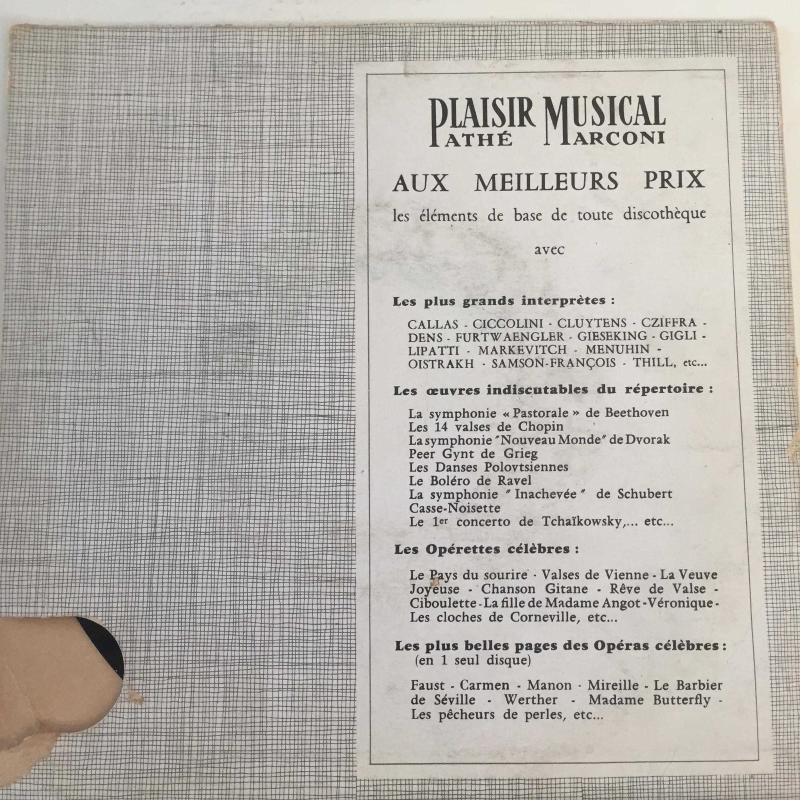 PLAISIR MUSICAL
PATHÉ MARCONI
AUX MEILLEURS PRIX
les éléments de base de toute discothèque
avec
Les plus grands interprètes :
CALLAS - CICCOLINI - CLUYTENS - CZIFFRA -
DENS - FURTWAENGLER - GIESEKING - GIGLI -
LIPATTI - MARKEVITCH - MENUHIN -
OISTRAKH - SAMSON-FRANÇOIS - THILL, etc...
Les œuvres indiscutables du répertoire :
La symphonie « Pastorale » de Beethoven
Les 14 valses de Chopin
La symphonie "Nouveau Monde" de Dvorak
Peer Gynt de Grieg
Les Danses Polovtsiennes
Le Boléro de Ravel
La symphonie "Inachevée" de Schubert
Casse-Noisette
Le 1er concerto de Tchaïkowsky,... etc...
Les Opérettes célèbres :
Le Pays du sourire - Valses de Vienne - La Veuve
Joyeuse - Chanson Gitane - Rêve de Valse -
Ciboulette - La fille de Madame Angot - Véronique -
Les cloches de Corneville, etc...
Les plus belles pages des Opéras célèbres :
(en 1 seul disque)
Faust - Carmen - Manon - Mireille - Le Barbier
de Séville - Werther - Madame Butterfly -
Les pêcheurs de perles, etc...